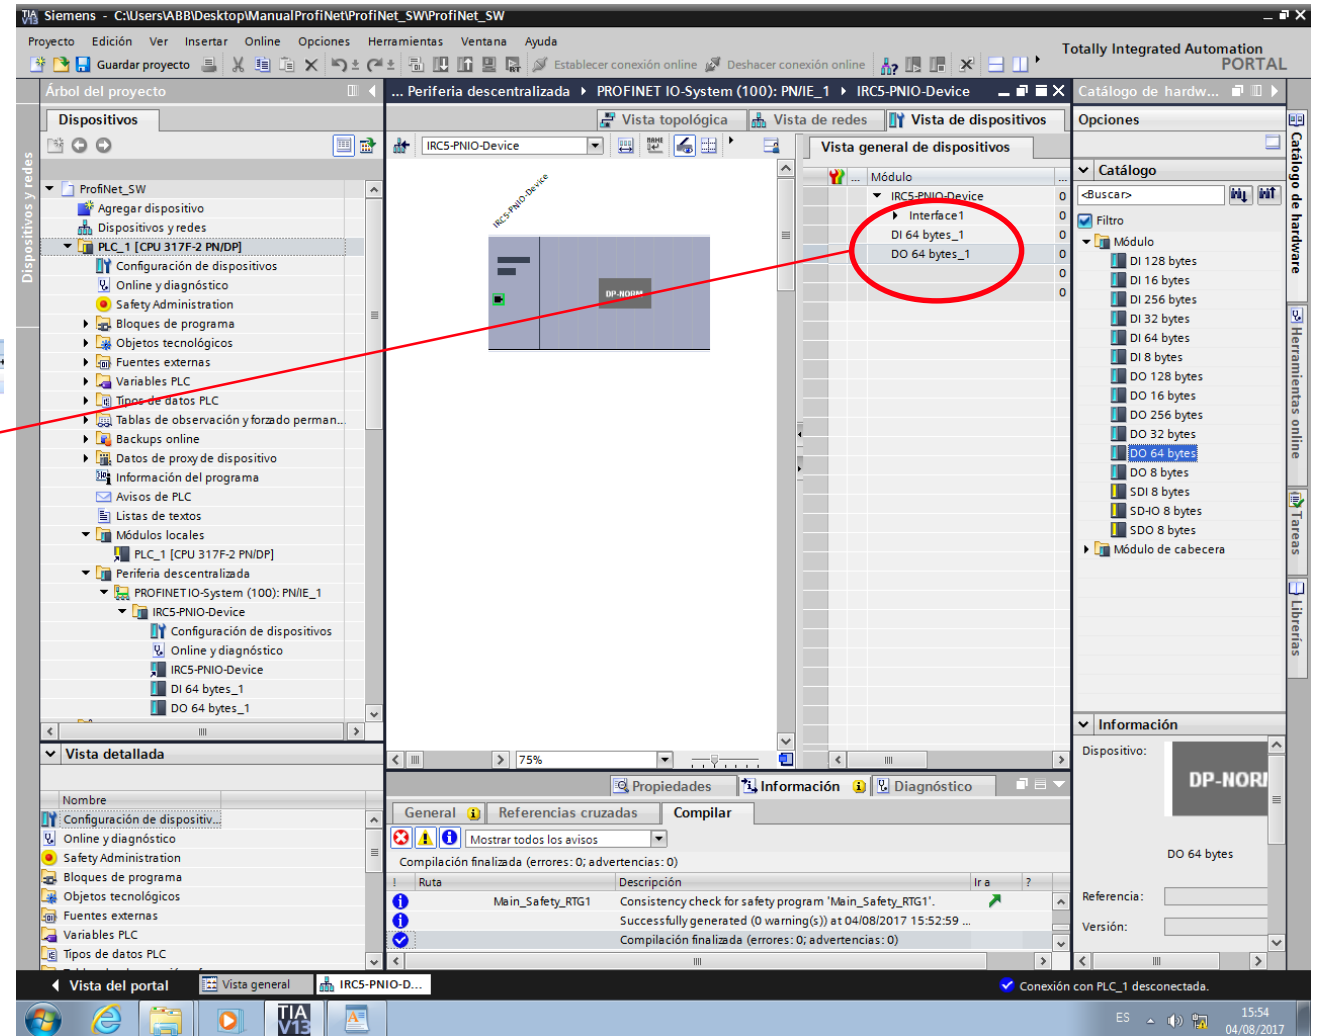 TIA V13 Siemens - C:\Users\ABB\Desktop\ManualProfiNet\ProfiNet_SW\ProfiNet_SW
Proyecto Edición Ver Insertar Online Opciones Herramientas Ventana Ayuda
Totally Integrated Automation
PORTAL
Guardar proyecto Establecer conexión online Deshacer conexión online
Árbol del proyecto
Dispositivos
Dispositivos y redes
ProfiNet_SW
Agregar dispositivo
Dispositivos y redes
PLC_1 [CPU 317F-2 PN/DP]
Configuración de dispositivos
Online y diagnóstico
Safety Administration
Bloques de programa
Objetos tecnológicos
Fuentes externas
Variables PLC
Tipos de datos PLC
Tablas de observación y forzado perman...
Backups online
Datos de proxy de dispositivo
Información del programa
Avisos de PLC
Listas de textos
Módulos locales
PLC_1 [CPU 317F-2 PN/DP]
Periferia descentralizada
PROFINET IO-System (100): PN/IE_1
IRC5-PNIO-Device
Configuración de dispositivos
Online y diagnóstico
IRC5-PNIO-Device
DI 64 bytes_1
DO 64 bytes_1
Vista detallada
Nombre
Configuración de dispositiv...
Online y diagnóstico
Safety Administration
Bloques de programa
Objetos tecnológicos
Fuentes externas
Variables PLC
Tipos de datos PLC
... Periferia descentralizada PROFINET IO-System (100): PN/IE_1 IRC5-PNIO-Device
Vista topológica Vista de redes Vista de dispositivos
IRC5-PNIO-Device
IRC5-PNIO-Device
DP-NORM
75%
Vista general de dispositivos
... Módulo ...
IRC5-PNIO-Device 0
Interface1 0
DI 64 bytes_1 0
DO 64 bytes_1 0
0
0
Propiedades Información Diagnóstico
General Referencias cruzadas Compilar
Mostrar todos los avisos
Compilación finalizada (errores: 0; advertencias: 0)
! Ruta Descripción Ir a ?
Main_Safety_RTG1 Consistency check for safety program 'Main_Safety_RTG1'.
Successfully generated (0 warning(s)) at 04/08/2017 15:52:59 ...
Compilación finalizada (errores: 0; advertencias: 0)
Catálogo de hardw...
Opciones
Catálogo
<Buscar>
Filtro
Módulo
DI 128 bytes
DI 16 bytes
DI 256 bytes
DI 32 bytes
DI 64 bytes
DI 8 bytes
DO 128 bytes
DO 16 bytes
DO 256 bytes
DO 32 bytes
DO 64 bytes
DO 8 bytes
SDI 8 bytes
SD-IO 8 bytes
SDO 8 bytes
Módulo de cabecera
Información
Dispositivo:
DP-NORM
DO 64 bytes
Referencia:
Versión:
Catálogo de hardware
Herramientas online
Tareas
Librerías
Vista del portal Vista general IRC5-PNIO-D...
Conexión con PLC_1 desconectada.
TIA V13
ES
15:54
04/08/2017